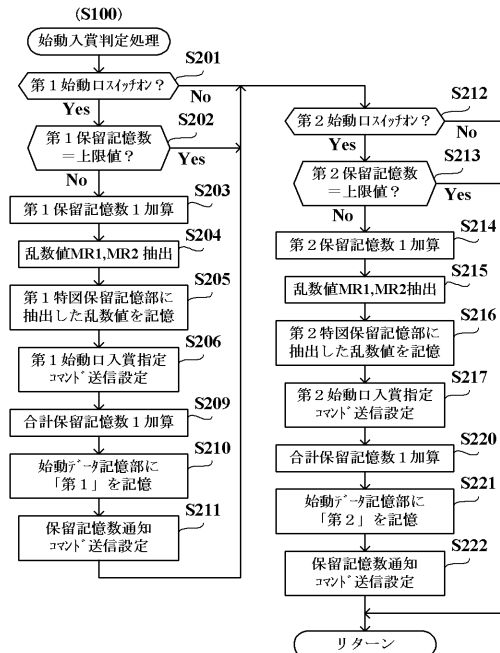 (S100)
始動入賞判定処理
S201
第1始動口ｽｲｯﾁｵﾝ？
No
Yes
S202
第1保留記憶数
＝上限値？
Yes
No
S203
第1保留記憶数1加算
S204
乱数値MR1,MR2 抽出
S205
第1特図保留記憶部に
抽出した乱数値を記憶
S206
第1始動口入賞指定
ｺﾏﾝﾄﾞ送信設定
S209
合計保留記憶数1加算
S210
始動ﾃﾞｰﾀ記憶部に
「第1」を記憶
S211
保留記憶数通知
ｺﾏﾝﾄﾞ送信設定
S212
第2始動口ｽｲｯﾁｵﾝ？
Yes
No
S213
第2保留記憶数
＝上限値？
Yes
No
S214
第2保留記憶数1加算
S215
乱数値MR1,MR2抽出
S216
第2特図保留記憶部に
抽出した乱数値を記憶
S217
第2始動口入賞指定
ｺﾏﾝﾄﾞ送信設定
S220
合計保留記憶数1加算
S221
始動ﾃﾞｰﾀ記憶部に
「第2」を記憶
S222
保留記憶数通知
ｺﾏﾝﾄﾞ送信設定
リターン